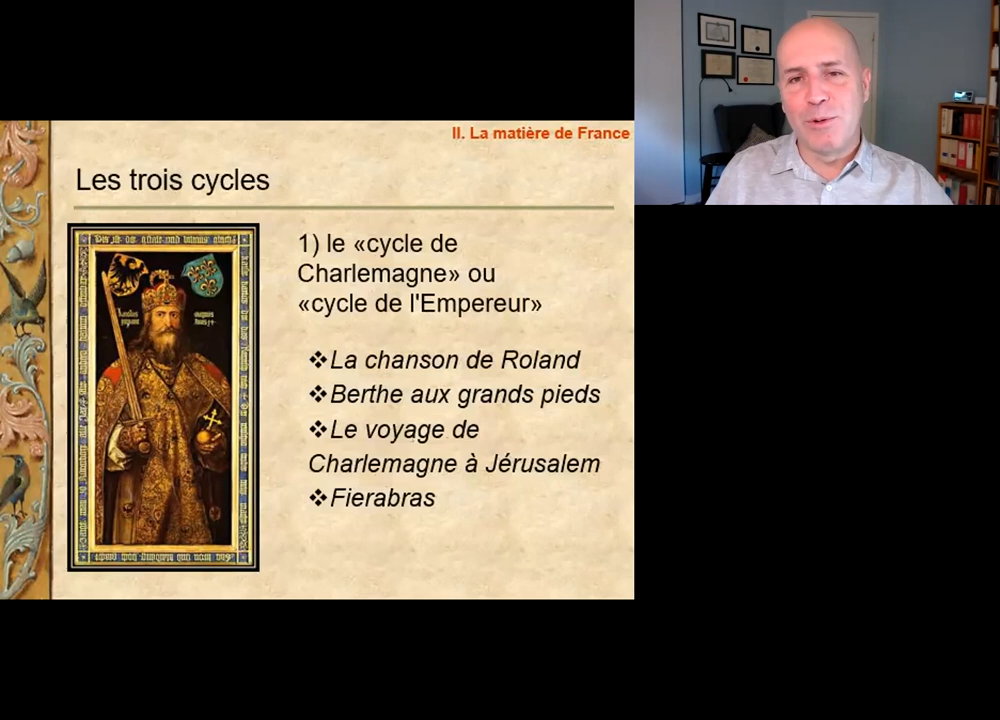 II. La matière de France
Les trois cycles
1) le «cycle de
Charlemagne» ou
«cycle de l'Empereur»
❖La chanson de Roland
❖Berthe aux grands pieds
❖Le voyage de
Charlemagne à Jérusalem
❖Fierabras